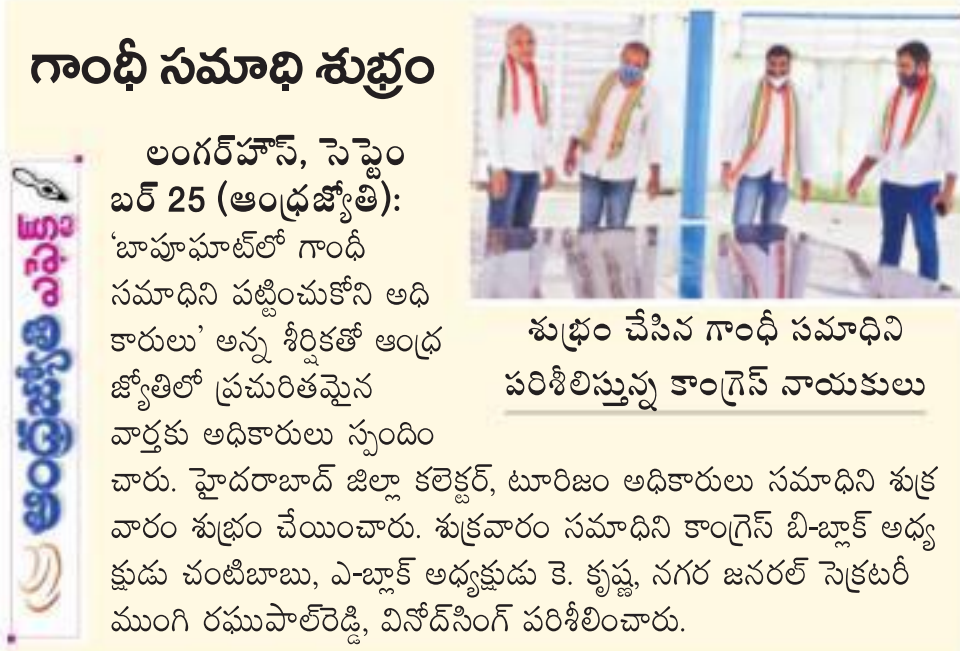 గాంధీ సమాధి శుభ్రం
ఆంధ్రజ్యోతి ఎఫెక్ట్
లంగర్‌హౌస్, సెప్టెం
బర్ 25 (ఆంధ్రజ్యోతి):
‘బాపూఘాట్‌లో గాంధీ
సమాధిని పట్టించుకోని అధి
కారులు’ అన్న శీర్షికతో ఆంధ్ర
జ్యోతిలో ప్రచురితమైన
వార్తకు అధికారులు స్పందిం
చారు. హైదరాబాద్ జిల్లా కలెక్టర్, టూరిజం అధికారులు సమాధిని శుక్ర
వారం శుభ్రం చేయించారు. శుక్రవారం సమాధిని కాంగ్రెస్ బి-బ్లాక్ అధ్య
క్షుడు చంటిబాబు, ఎ-బ్లాక్ అధ్యక్షుడు కె. కృష్ణ, నగర జనరల్ సెక్రటరీ
ముంగి రఘుపాల్‌రెడ్డి, వినోద్‌సింగ్ పరిశీలించారు.
శుభ్రం చేసిన గాంధీ సమాధిని
పరిశీలిస్తున్న కాంగ్రెస్ నాయకులు